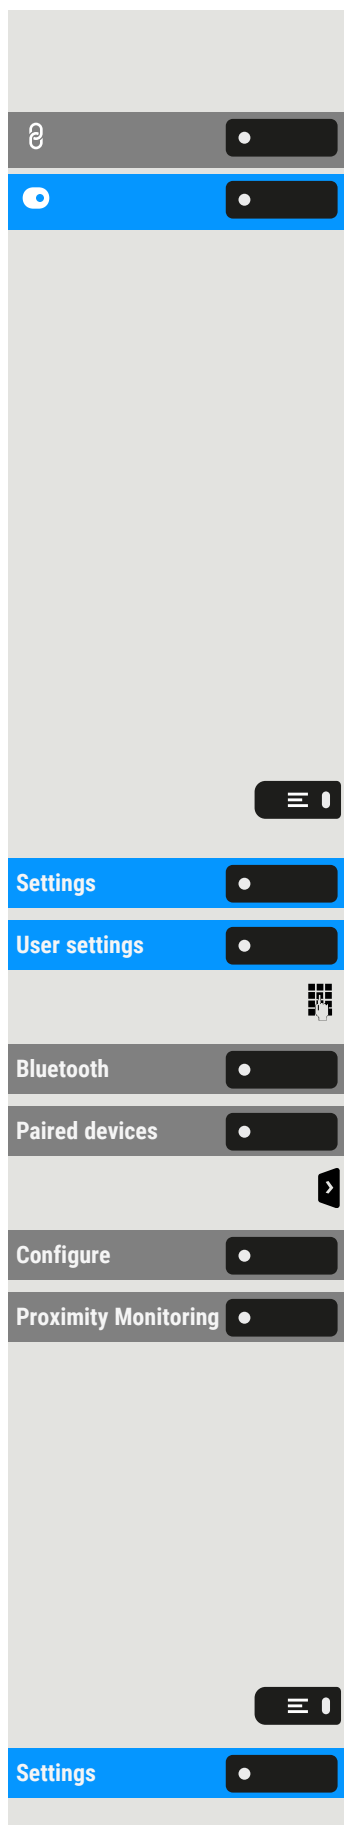 Settings
User settings
Bluetooth
Paired devices
Configure
Proximity Monitoring
Settings